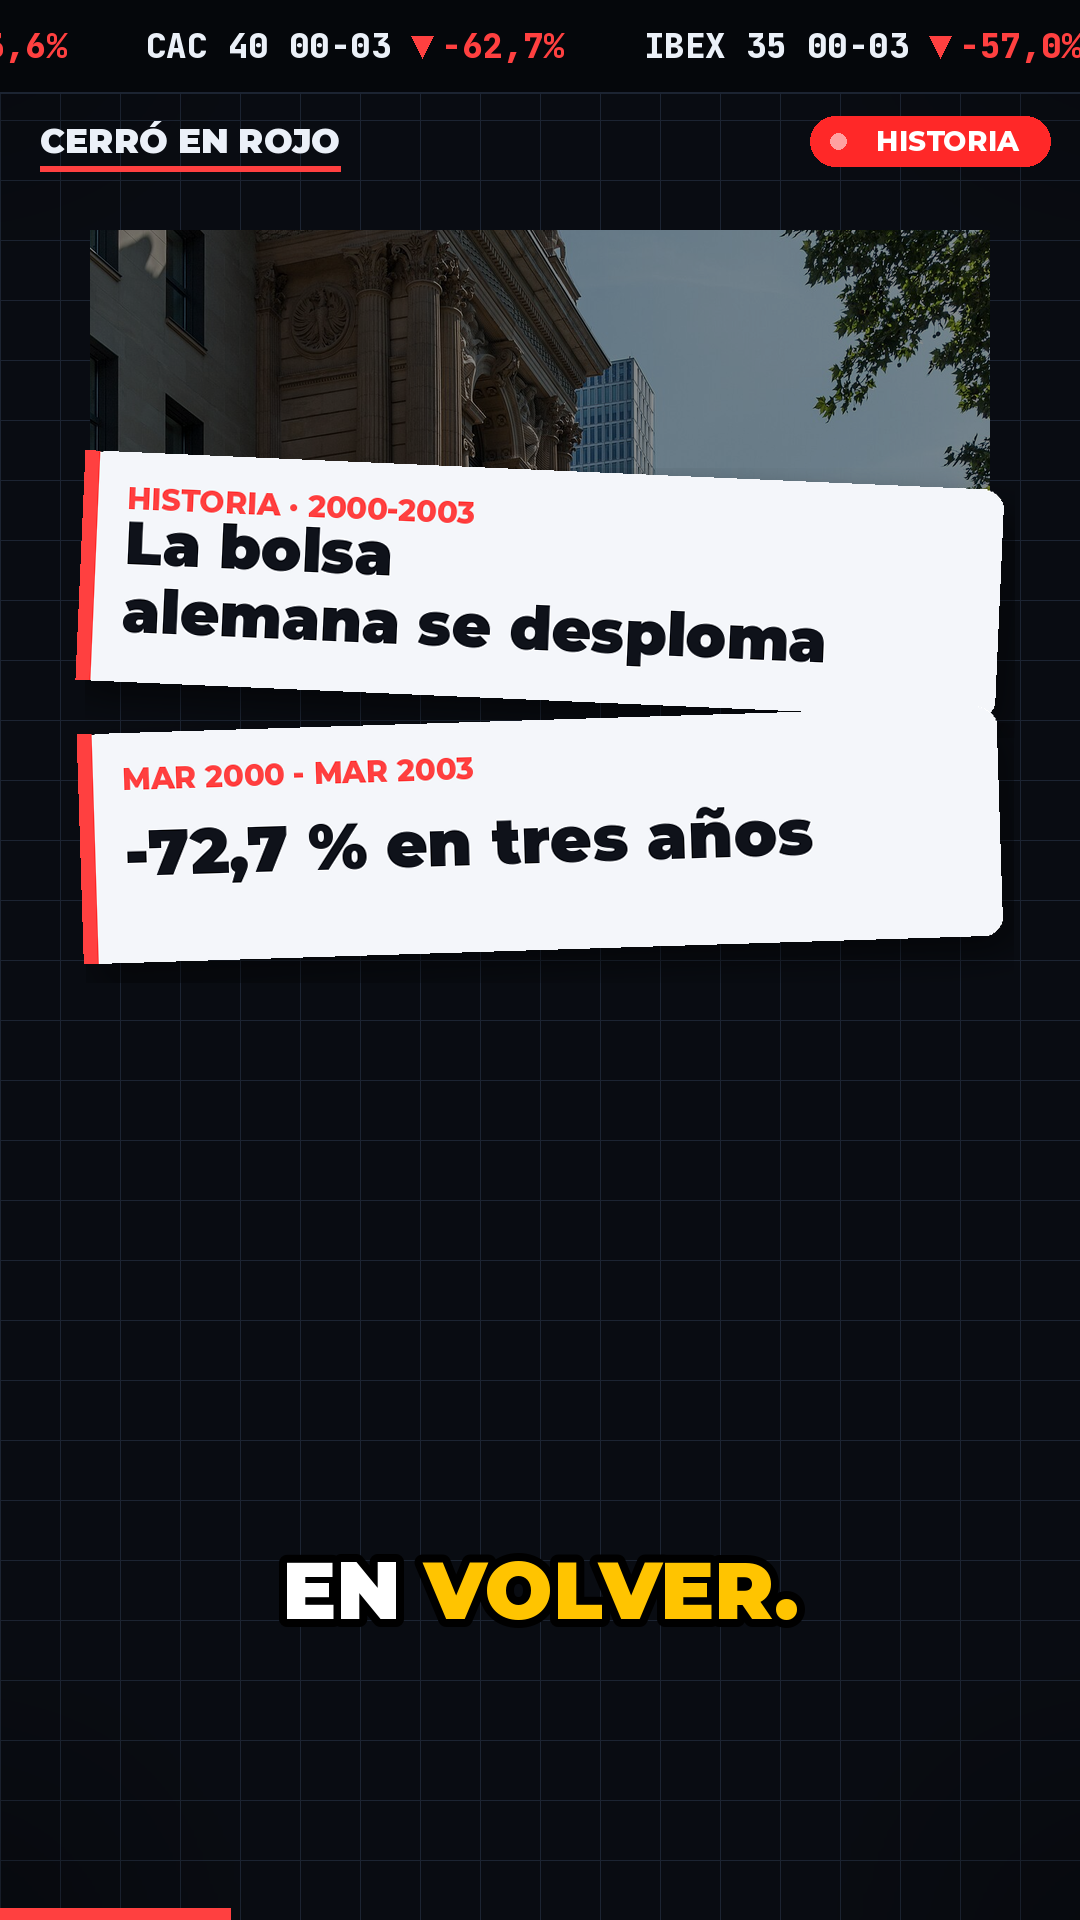 5,6% CAC 40 00-03 ▼-62,7% IBEX 35 00-03 ▼-57,0%
CERRÓ EN ROJO
HISTORIA
HISTORIA • 2000-2003
La bolsa
alemana se desploma
MAR 2000 - MAR 2003
-72,7 % en tres años
EN VOLVER.